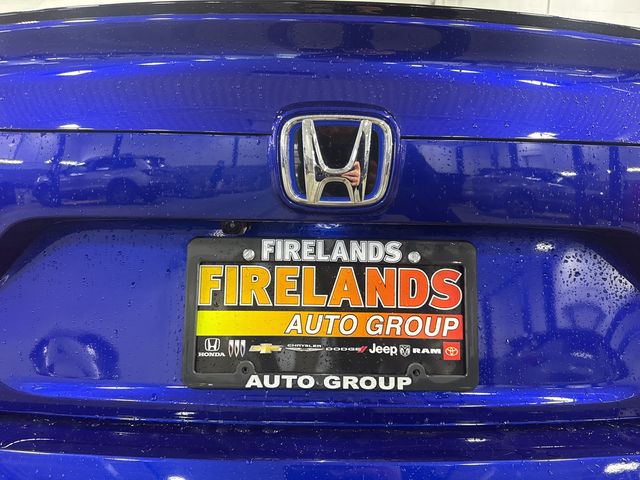 FIRELANDS
FIRELANDS
AUTO GROUP
HONDA CHRYSLER DODGE Jeep RAM
AUTO GROUP